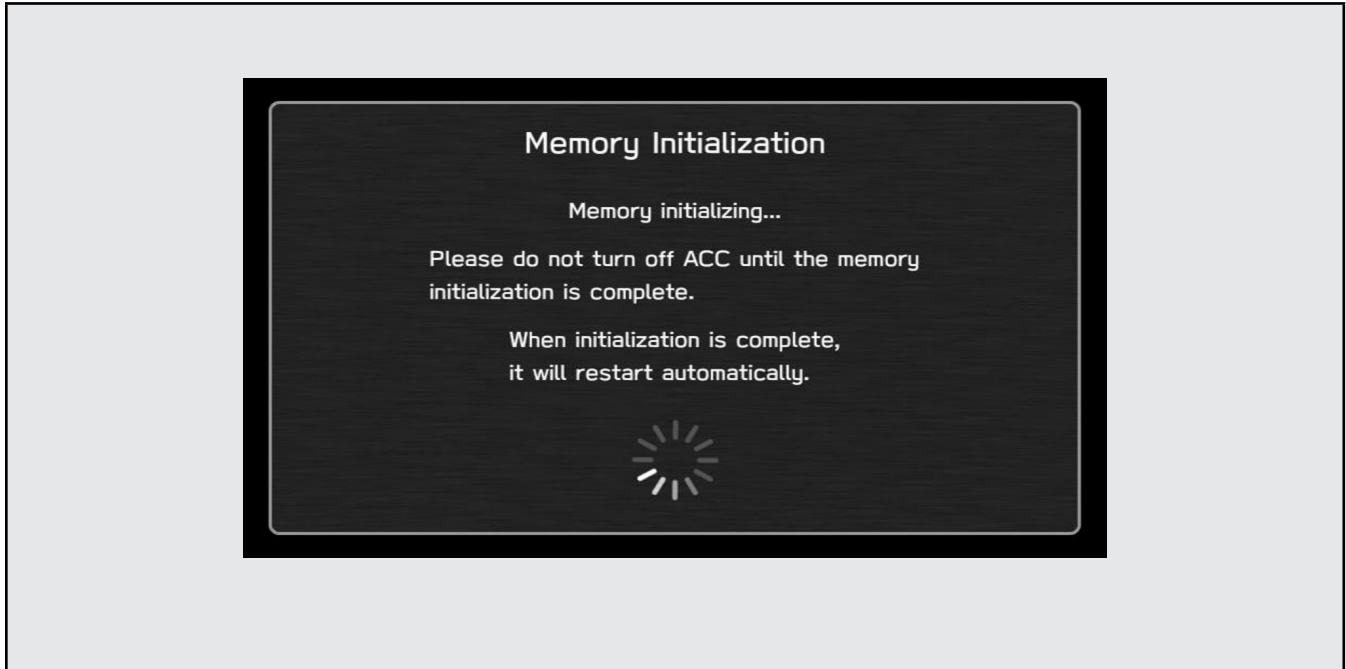 Memory Initialization
Memory initializing...
Please do not turn off ACC until the memory
initialization is complete.
When initialization is complete,
it will restart automatically.